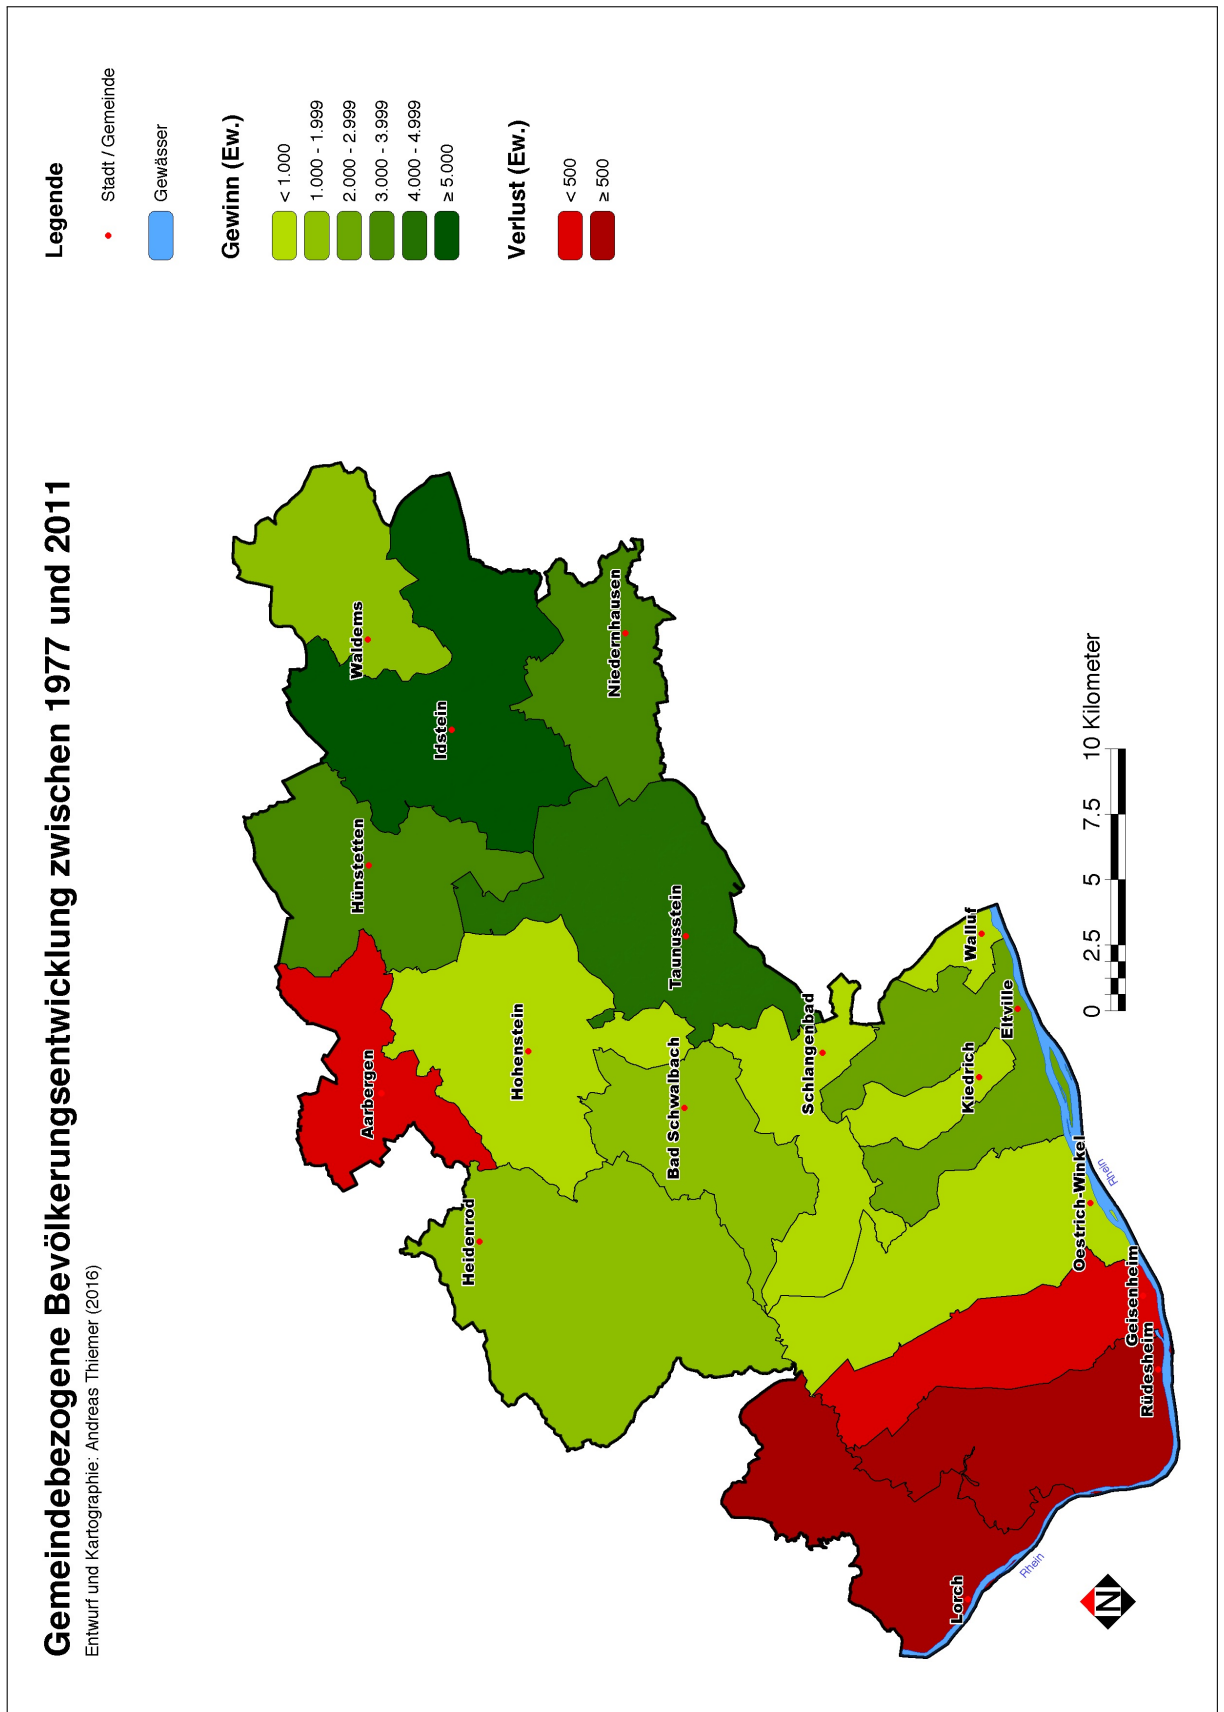 Gemeindebezogene Bevölkerungsentwicklung zwischen 1977 und 2011
Entwurf und Kartographie: Andreas Thiemer (2016)
Legende
Stadt / Gemeinde
Gewässer
Gewinn (Ew.)
< 1.000
1.000 - 1.999
2.000 - 2.999
3.000 - 3.999
4.000 - 4.999
≥ 5.000
Verlust (Ew.)
< 500
≥ 500
Waldems
Idstein
Niedernhausen
Hünstetten
Taunusstein
Aarbergen
Hohenstein
Heidenrod
Bad Schwalbach
Schlangenbad
Walluf
Eltville
Kiedrich
Oestrich-Winkel
Geisenheim
Rüdesheim
Lorch
Rhein
Rhein
N
0 2.5 5 7.5 10 Kilometer